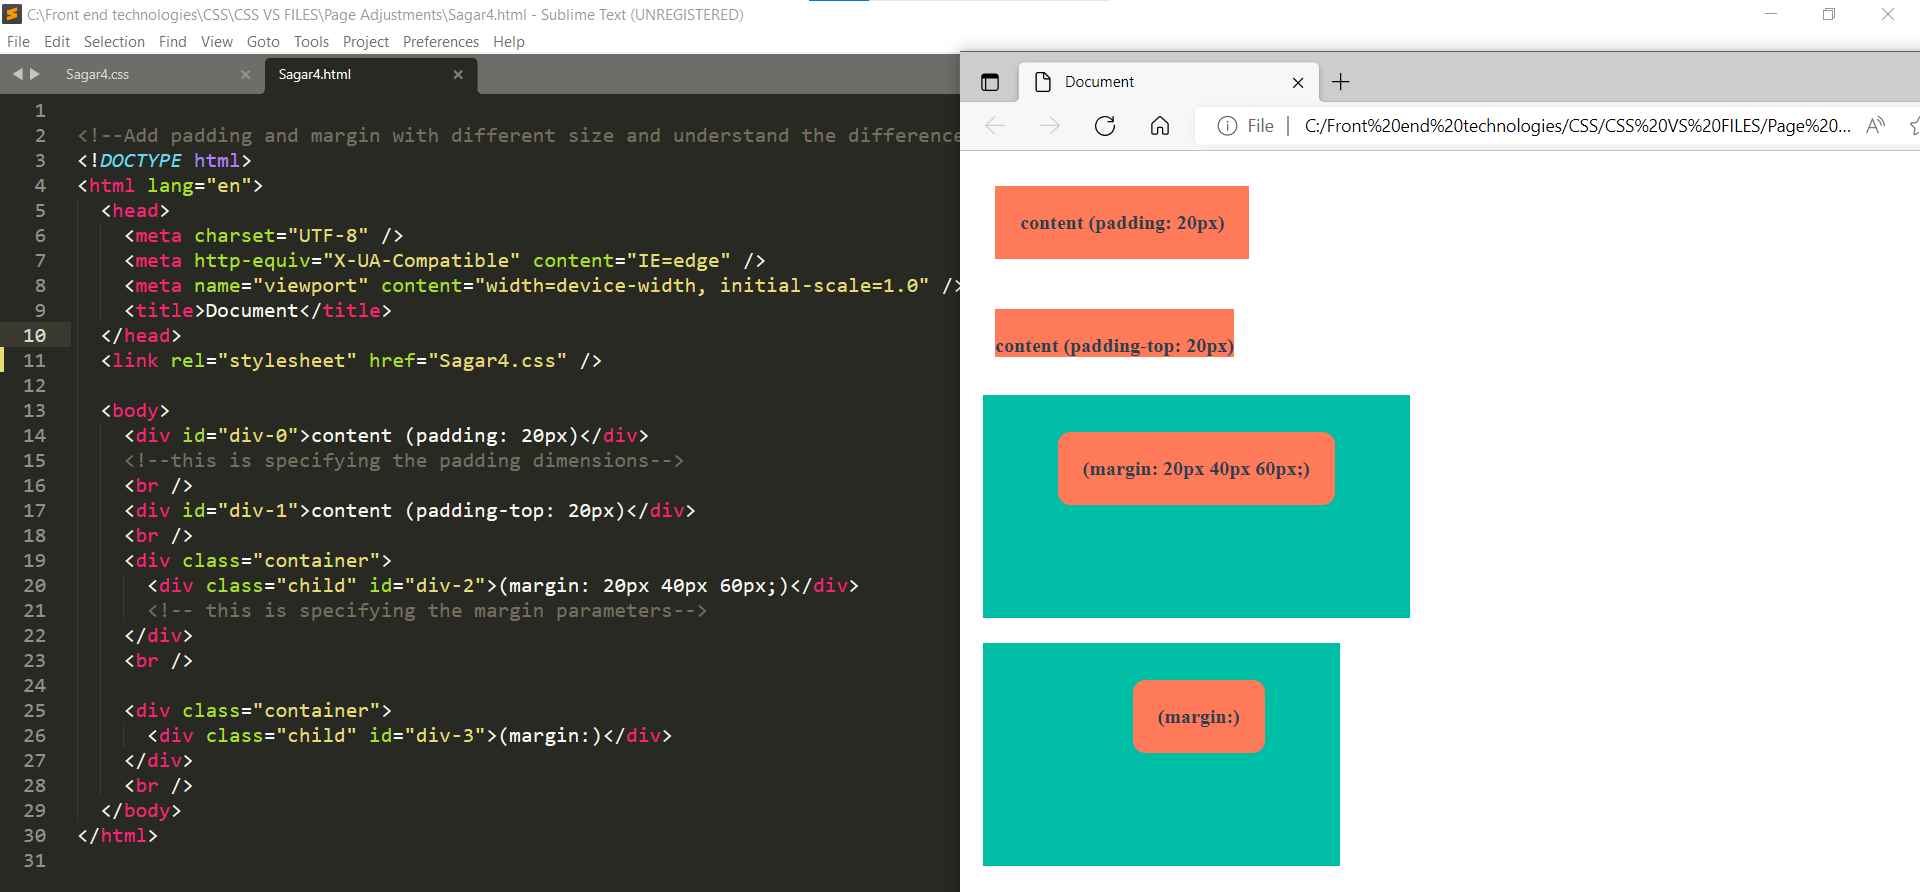 C:\Front end technologies\CSS\CSS VS FILES\Page Adjustments\Sagar4.html - Sublime Text (UNREGISTERED)
File Edit Selection Find View Goto Tools Project Preferences Help
Sagar4.css
Sagar4.html
1
2 <!--Add padding and margin with different size and understand the difference
3 <!DOCTYPE html>
4 <html lang="en">
5 <head>
6 <meta charset="UTF-8" />
7 <meta http-equiv="X-UA-Compatible" content="IE=edge" />
8 <meta name="viewport" content="width=device-width, initial-scale=1.0" />
9 <title>Document</title>
10 </head>
11 <link rel="stylesheet" href="Sagar4.css" />
12
13 <body>
14 <div id="div-0">content (padding: 20px)</div>
15 <!--this is specifying the padding dimensions-->
16 <br />
17 <div id="div-1">content (padding-top: 20px)</div>
18 <br />
19 <div class="container">
20 <div class="child" id="div-2">(margin: 20px 40px 60px;)</div>
21 <!-- this is specifying the margin parameters-->
22 </div>
23 <br />
24
25 <div class="container">
26 <div class="child" id="div-3">(margin:)</div>
27 </div>
28 <br />
29 </body>
30 </html>
31
Document
File | C:/Front%20end%20technologies/CSS/CSS%20VS%20FILES/Page%20...
content (padding: 20px)
content (padding-top: 20px)
(margin: 20px 40px 60px;)
(margin:)